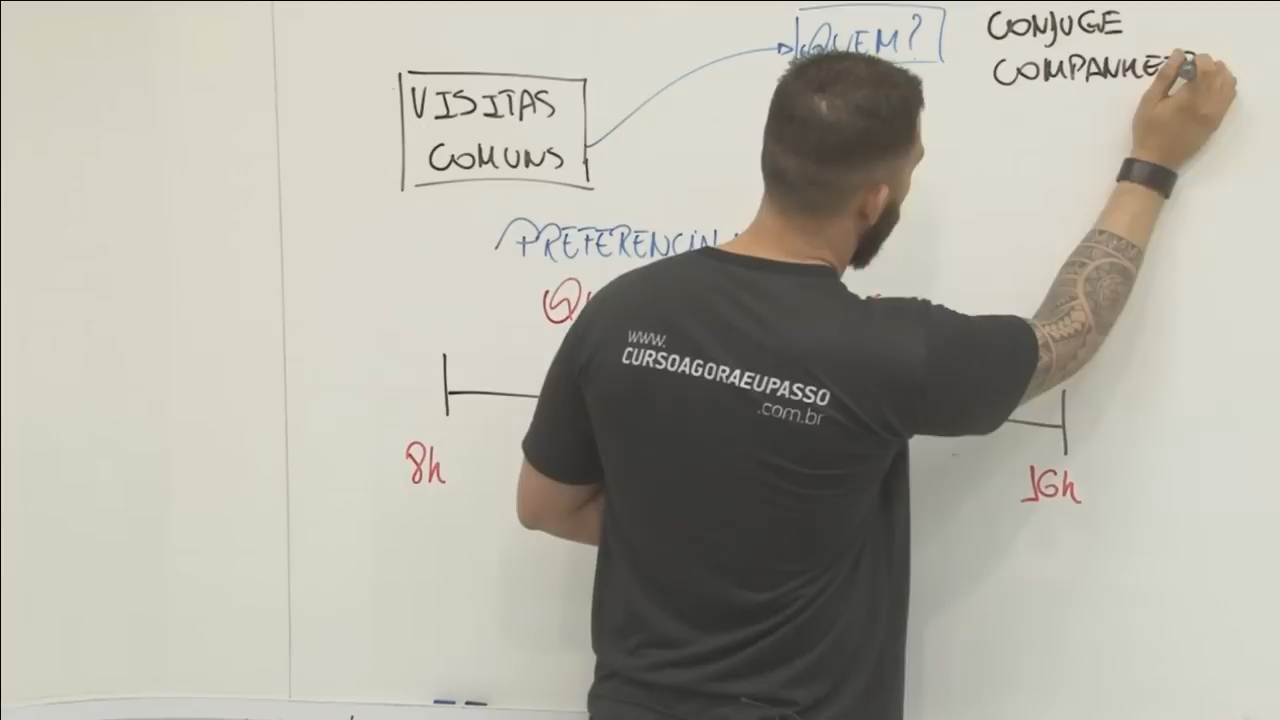 QUEM?
CONJUGE
VISITAS
COMUNS
www.
CURSOAGORAEUPASSO
.com.br
8h
16h